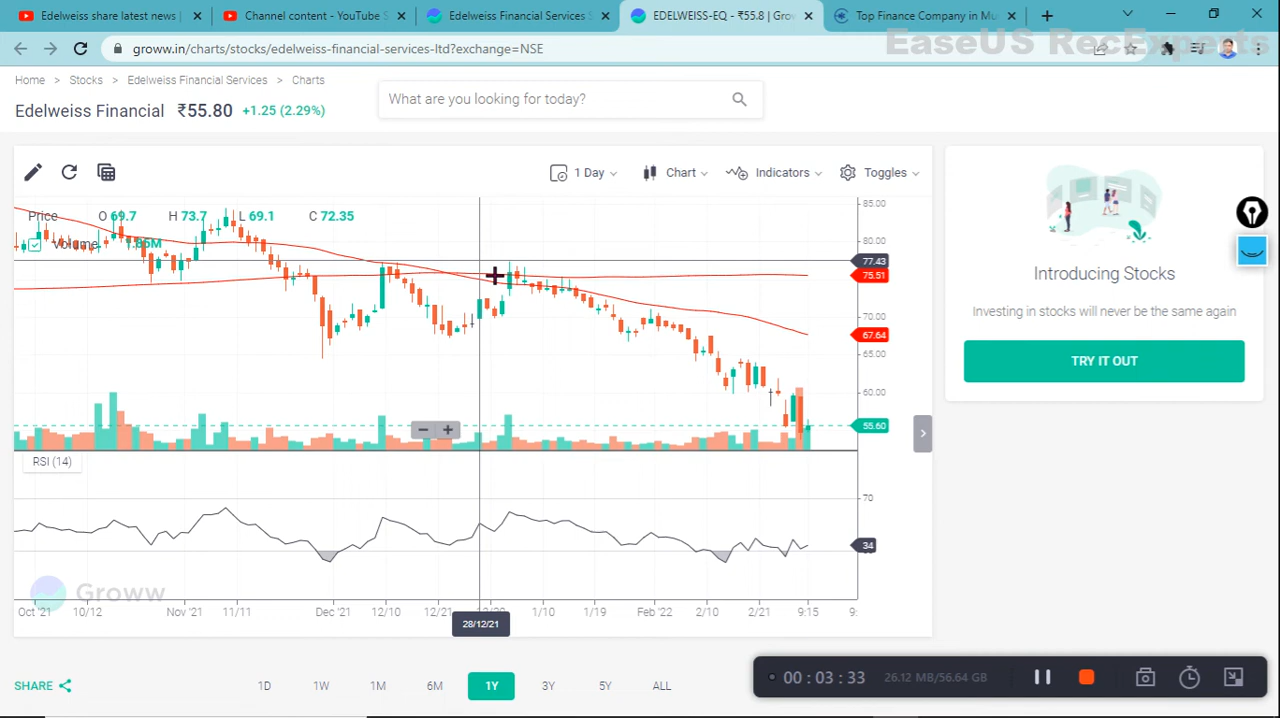 Edelweiss share latest news |
Channel content - YouTube S
Edelweiss Financial Services S
EDELWEISS-EQ - ₹55.8 | Grow
Top Finance Company in Mu
EaseUS RecExperts
groww.in/charts/stocks/edelweiss-financial-services-ltd?exchange=NSE
Home > Stocks > Edelweiss Financial Services > Charts
Edelweiss Financial ₹55.80 +1.25 (2.29%)
What are you looking for today?
1 Day Chart Indicators Toggles
Price O 69.7 H 73.7 L 69.1 C 72.35
Volume 1.85M
85.00
80.00
77.43
75.51
70.00
67.64
65.00
60.00
55.60
RSI (14)
70
34
Groww
Oct '21 10/12 Nov '21 11/11 Dec '21 12/10 12/21 1/10 1/19 Feb '22 2/10 2/21 9:15 9:
28/12/21
SHARE 1D 1W 1M 6M 1Y 3Y 5Y ALL
Introducing Stocks
Investing in stocks will never be the same again
TRY IT OUT
00 : 03 : 33 26.12 MB/56.64 GB